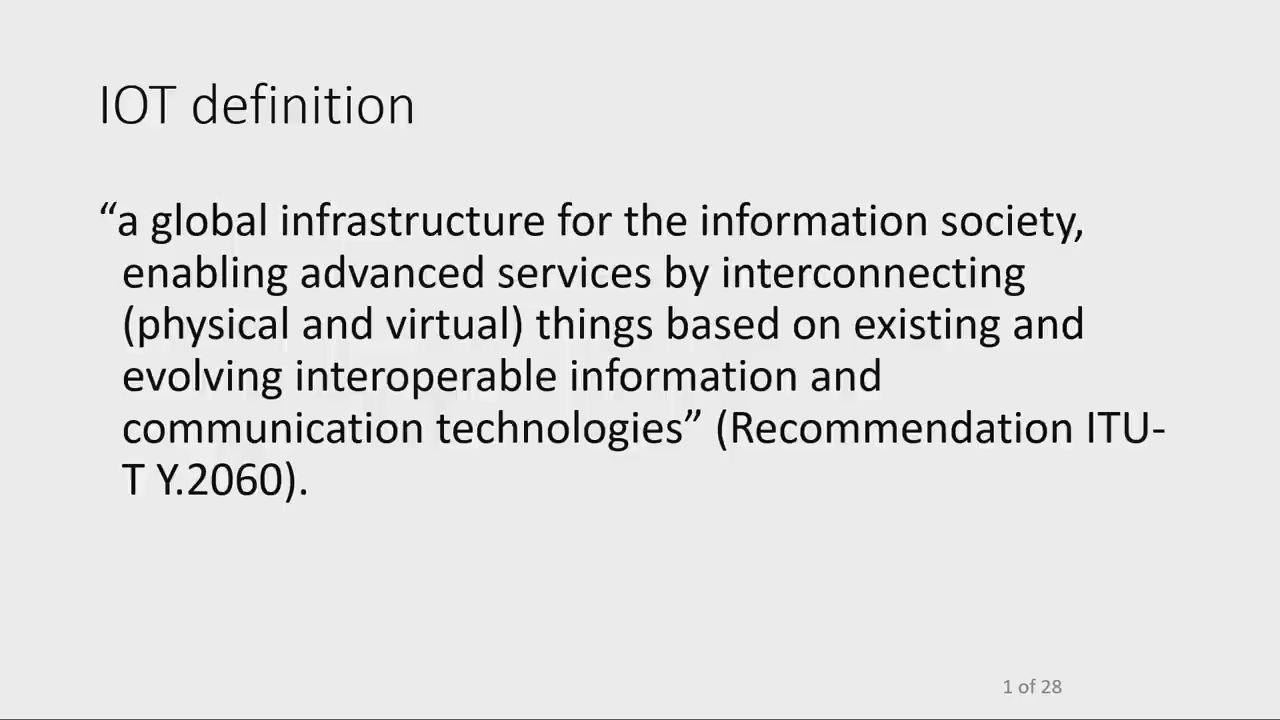 IOT definition
“a global infrastructure for the information society,
enabling advanced services by interconnecting
(physical and virtual) things based on existing and
evolving interoperable information and
communication technologies” (Recommendation ITU-
T Y.2060).
1 of 28